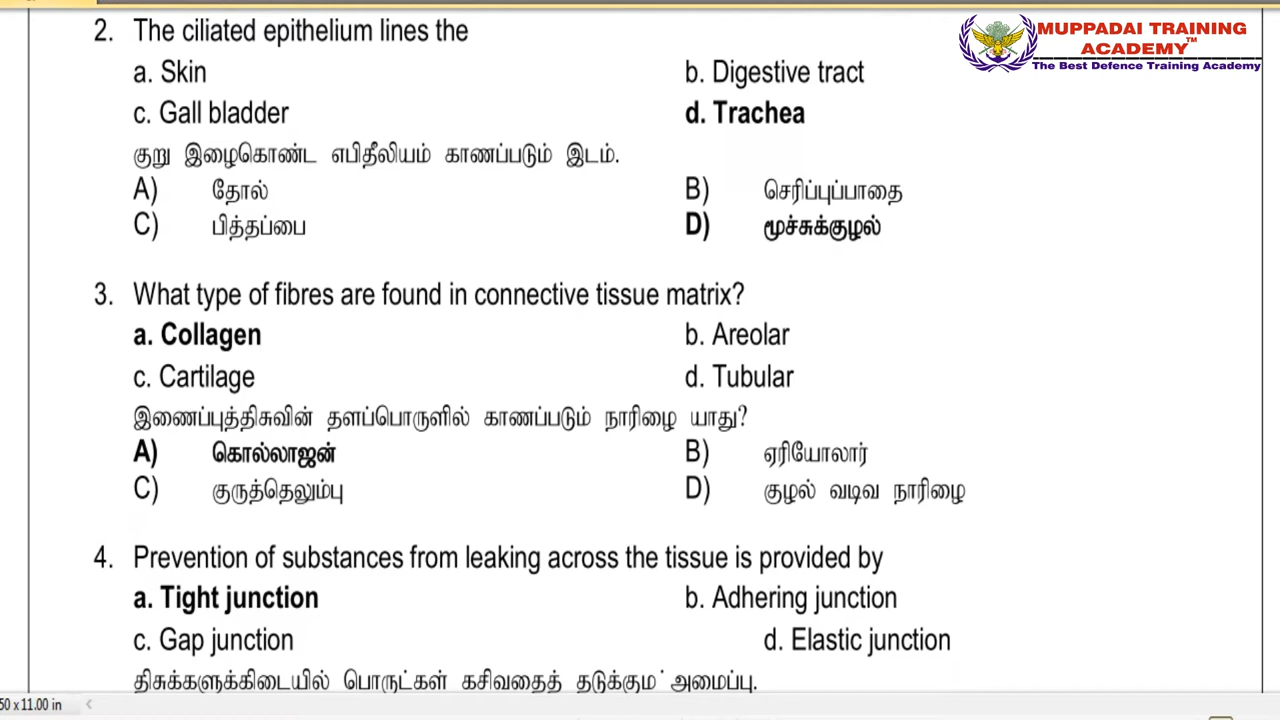 MUPPADAI TRAINING
ACADEMY™
The Best Defence Training Academy
2. The ciliated epithelium lines the
a. Skin b. Digestive tract
c. Gall bladder d. Trachea
குறு இழைகொண்ட எபிதீலியம் காணப்படும் இடம்.
A) தோல் B) செரிப்புப்பாதை
C) பித்தப்பை D) மூச்சுக்குழல்
3. What type of fibres are found in connective tissue matrix?
a. Collagen b. Areolar
c. Cartilage d. Tubular
இணைப்புத்திசுவின் தளப்பொருளில் காணப்படும் நாரிழை யாது?
A) கொல்லாஜன் B) ஏரியோலார்
C) குருத்தெலும்பு D) குழல் வடிவ நாரிழை
4. Prevention of substances from leaking across the tissue is provided by
a. Tight junction b. Adhering junction
c. Gap junction d. Elastic junction
திசுக்களுக்கிடையில் பொருட்கள் கசிவதைத் தடுக்கும் அமைப்பு.
50 x 11.00 in